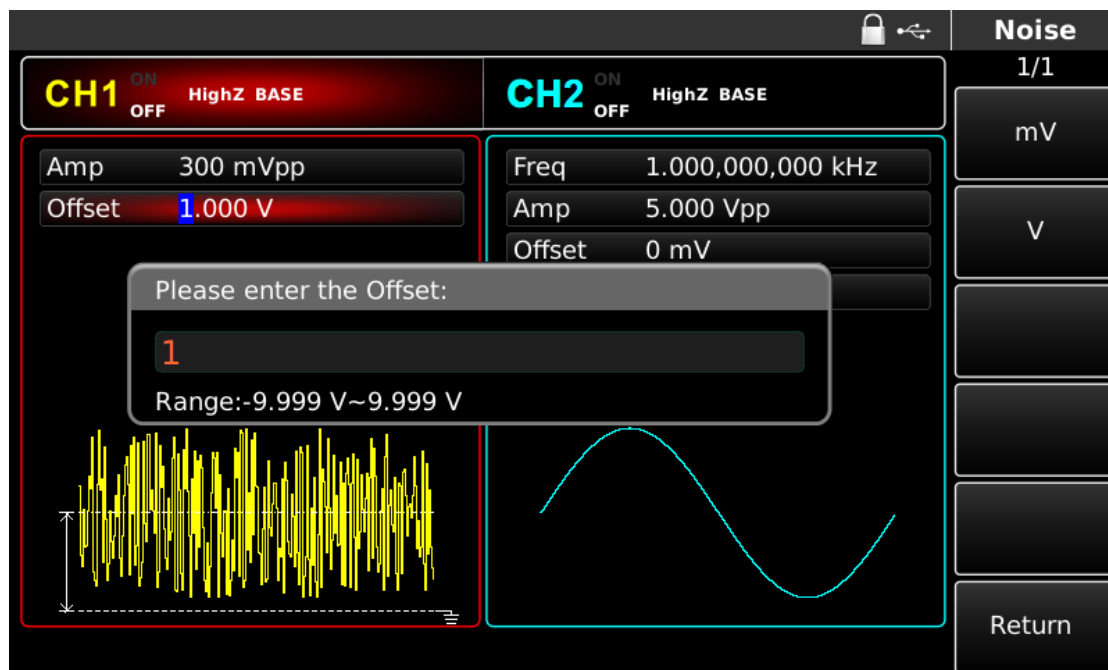 Noise
1/1
CH1 ON OFF HighZ BASE
CH2 ON OFF HighZ BASE
mV
Amp 300 mVpp
Offset 1.000 V
Freq 1.000,000,000 kHz
Amp 5.000 Vpp
Offset 0 mV
V
Please enter the Offset:
1
Range:-9.999 V~9.999 V
Return